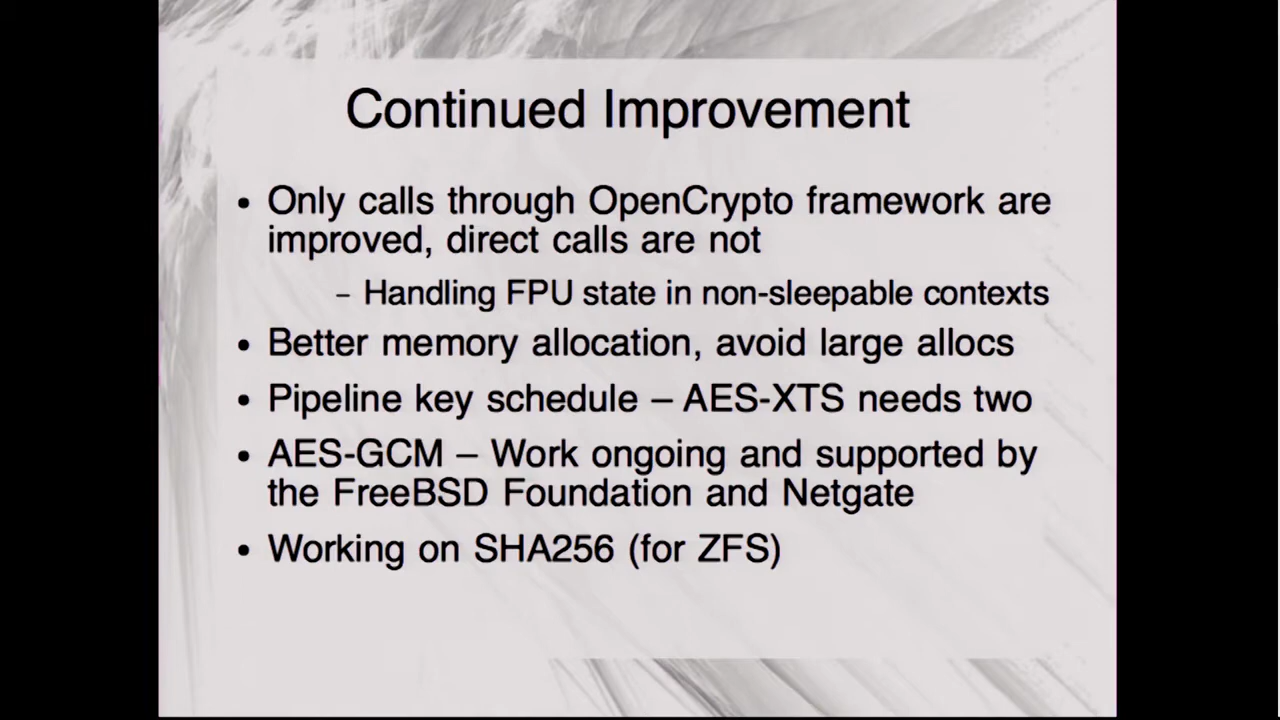 Continued Improvement
• Only calls through OpenCrypto framework are
improved, direct calls are not
– Handling FPU state in non-sleepable contexts
• Better memory allocation, avoid large allocs
• Pipeline key schedule – AES-XTS needs two
• AES-GCM – Work ongoing and supported by
the FreeBSD Foundation and Netgate
• Working on SHA256 (for ZFS)